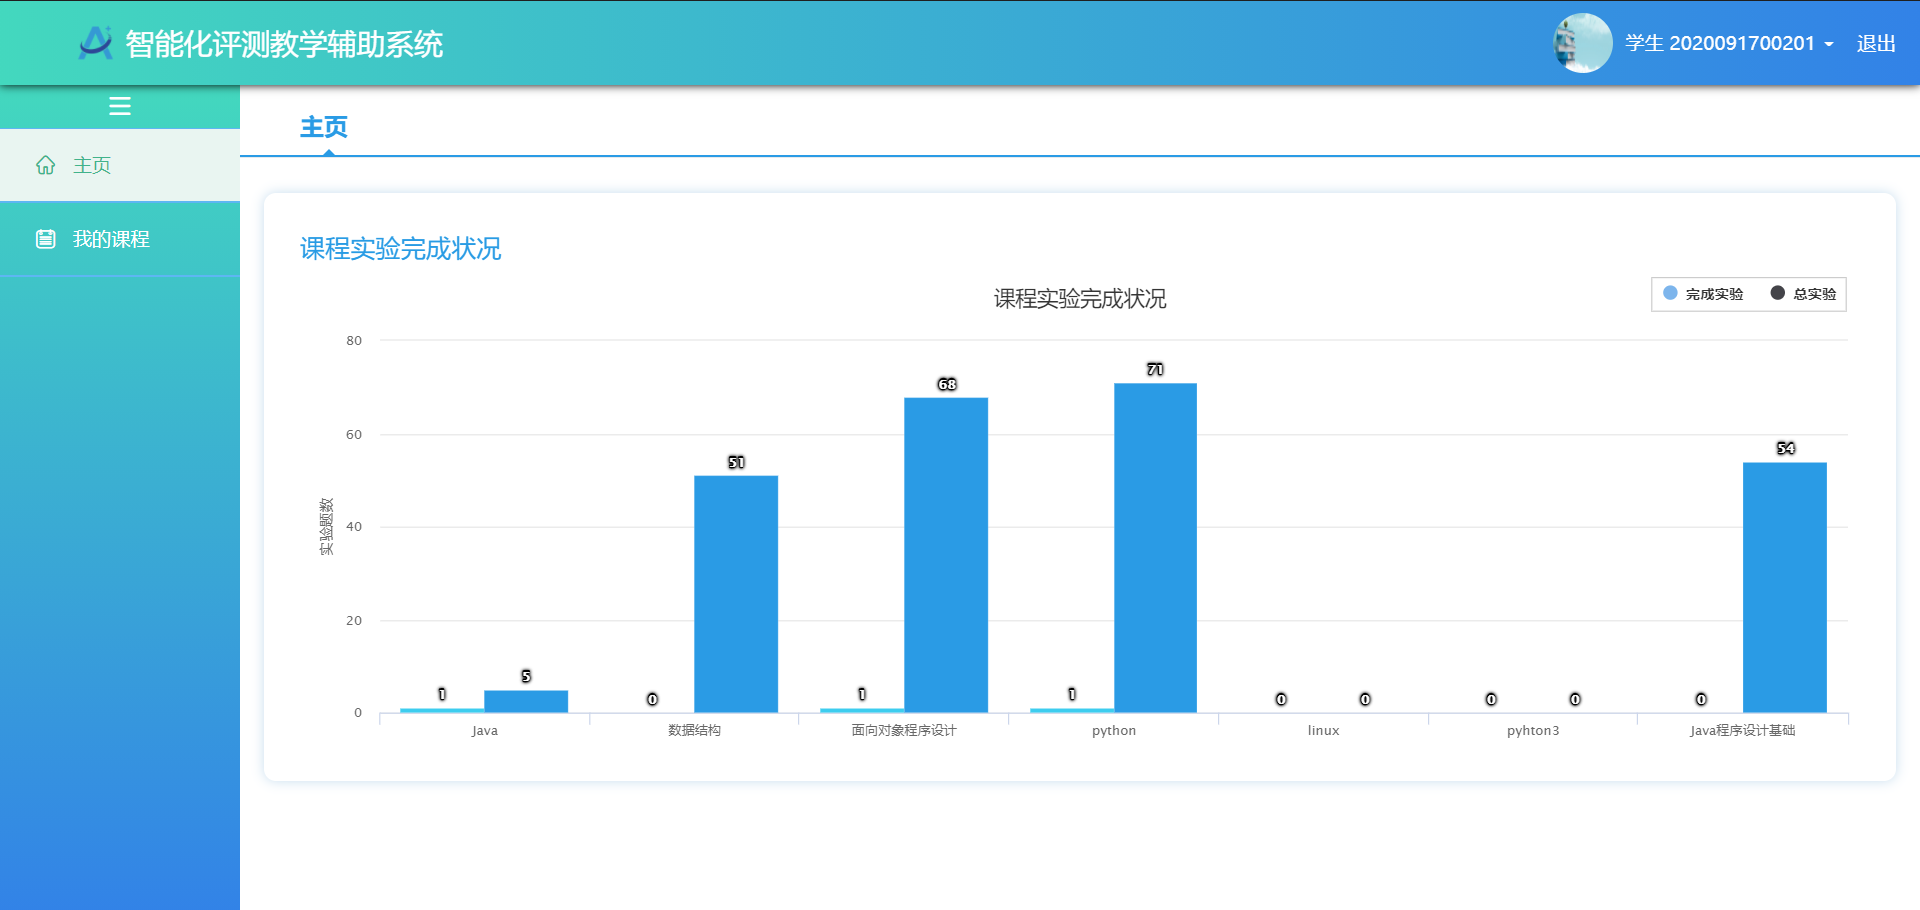 智能化评测教学辅助系统
学生 2020091700201
退出
主页
我的课程
主页
课程实验完成状况
课程实验完成状况
完成实验 总实验
实验题数
80
60
40
20
0
1 5 0 51 1 68 1 71 0 0 0 0 0 54
Java 数据结构 面向对象程序设计 python linux pyhton3 Java程序设计基础